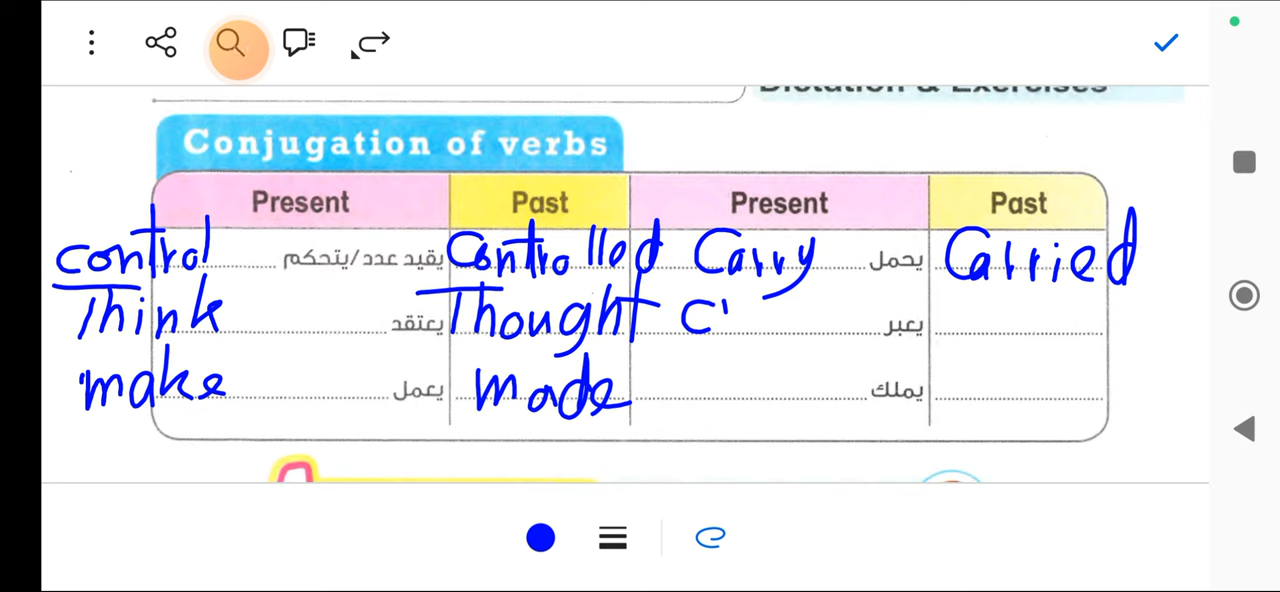 Dictation & Exercises
Conjugation of verbs
Present Past Present Past
control يقيد عدد/يتحكم Controlled Carry يحمل Carried
Think يعتقد Thought C يعبر
make يعمل made يملك